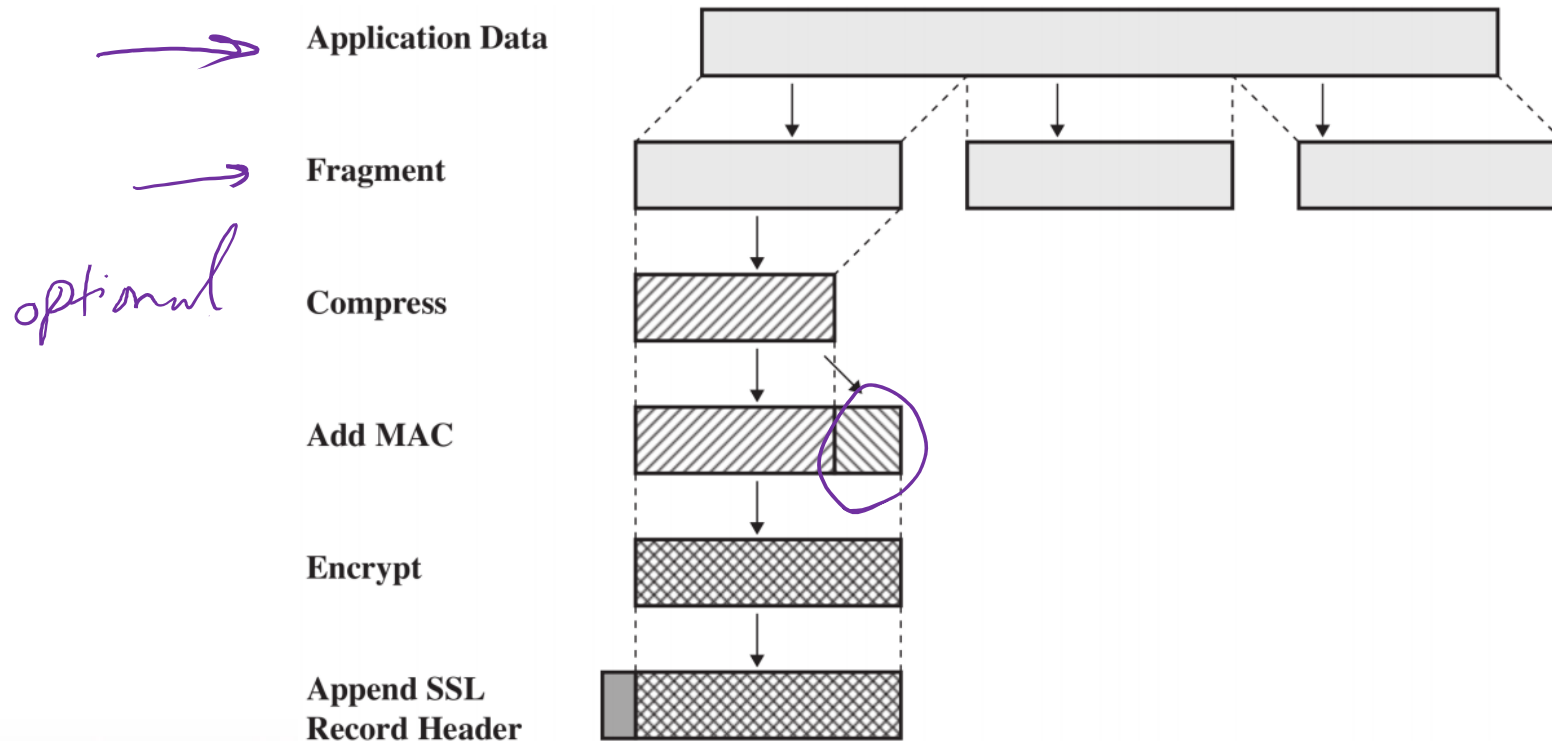 Application Data
Fragment
optional
Compress
Add MAC
Encrypt
Append SSL
Record Header